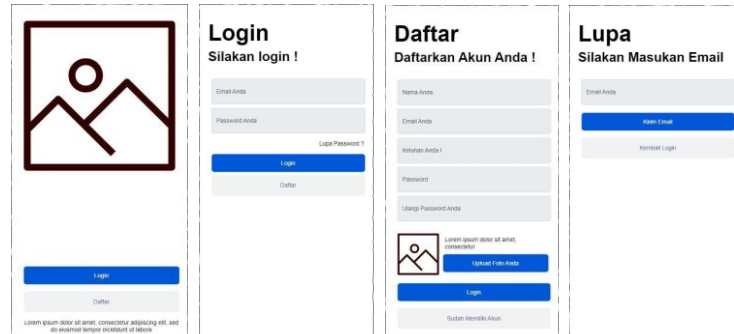 Login
Daftar
Lorem ipsum dolor sit amet, consectetur adipiscing elit, sed
do eiusmod tempor incididunt ut labore
Login
Silakan login !
Email Anda
Password Anda
Lupa Password ?
Login
Daftar
Daftar
Daftarkan Akun Anda !
Nama Anda
Email Anda
Keluhan Anda !
Password
Ulangi Password Anda
Lorem ipsum dolor sit amet,
consectetur
Upload Foto Anda
Login
Sudah Memiliki Akun
Lupa
Silakan Masukan Email
Email Anda
Kirim Email
Kembali Login